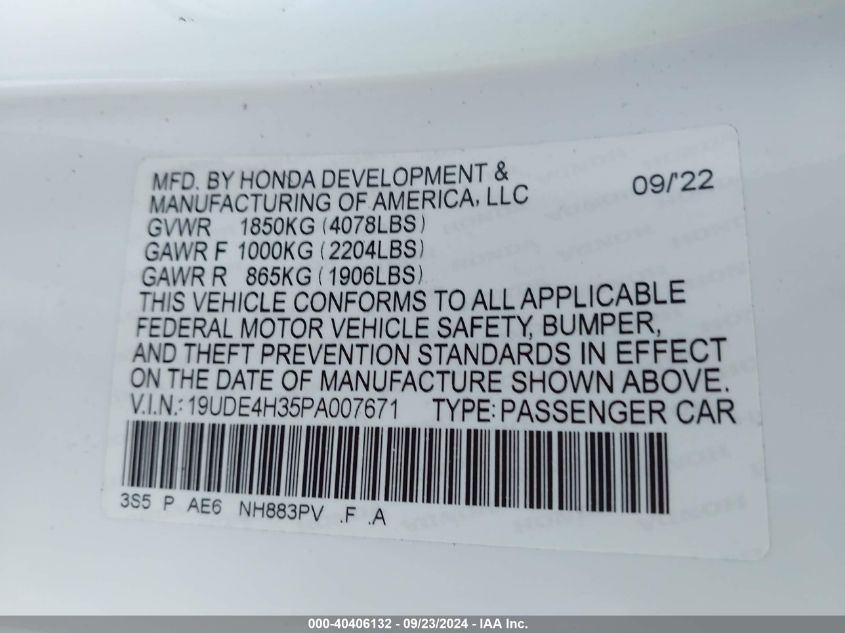 MFD. BY HONDA DEVELOPMENT &
MANUFACTURING OF AMERICA, LLC 09/'22
GVWR 1850KG (4078LBS)
GAWR F 1000KG (2204LBS)
GAWR R 865KG (1906LBS)
THIS VEHICLE CONFORMS TO ALL APPLICABLE
FEDERAL MOTOR VEHICLE SAFETY, BUMPER,
AND THEFT PREVENTION STANDARDS IN EFFECT
ON THE DATE OF MANUFACTURE SHOWN ABOVE.
V.I.N.: 19UDE4H35PA007671 TYPE: PASSENGER CAR
3S5 P AE6 NH883PV .F .A
000-40406132 - 09/23/2024 - IAA Inc.